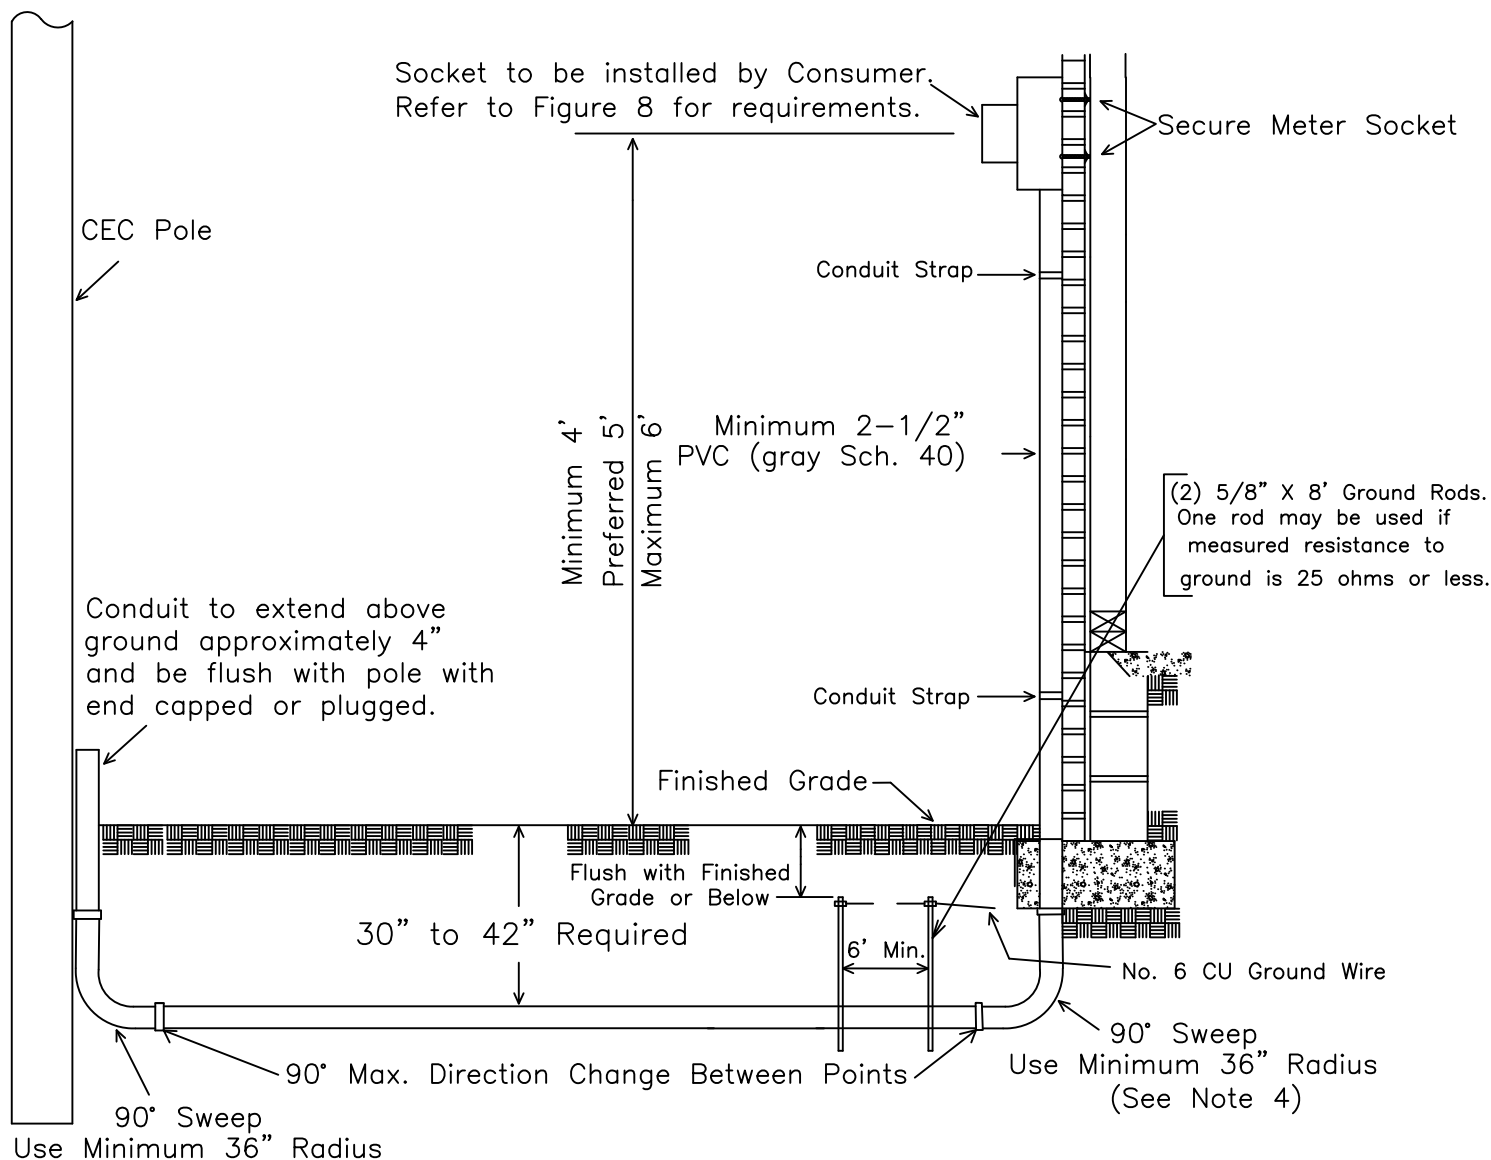 Socket to be installed by Consumer.
Refer to Figure 8 for requirements.
Secure Meter Socket
CEC Pole
Conduit Strap
Minimum 4'
Preferred 5'
Maximum 6'
Minimum 2-1/2"
PVC (gray Sch. 40)
(2) 5/8" X 8' Ground Rods.
One rod may be used if
measured resistance to
ground is 25 ohms or less.
Conduit to extend above
ground approximately 4"
and be flush with pole with
end capped or plugged.
Conduit Strap
Finished Grade
Flush with Finished
Grade or Below
30" to 42" Required
6' Min.
No. 6 CU Ground Wire
90° Sweep
Use Minimum 36" Radius
(See Note 4)
90° Max. Direction Change Between Points
90° Sweep
Use Minimum 36" Radius